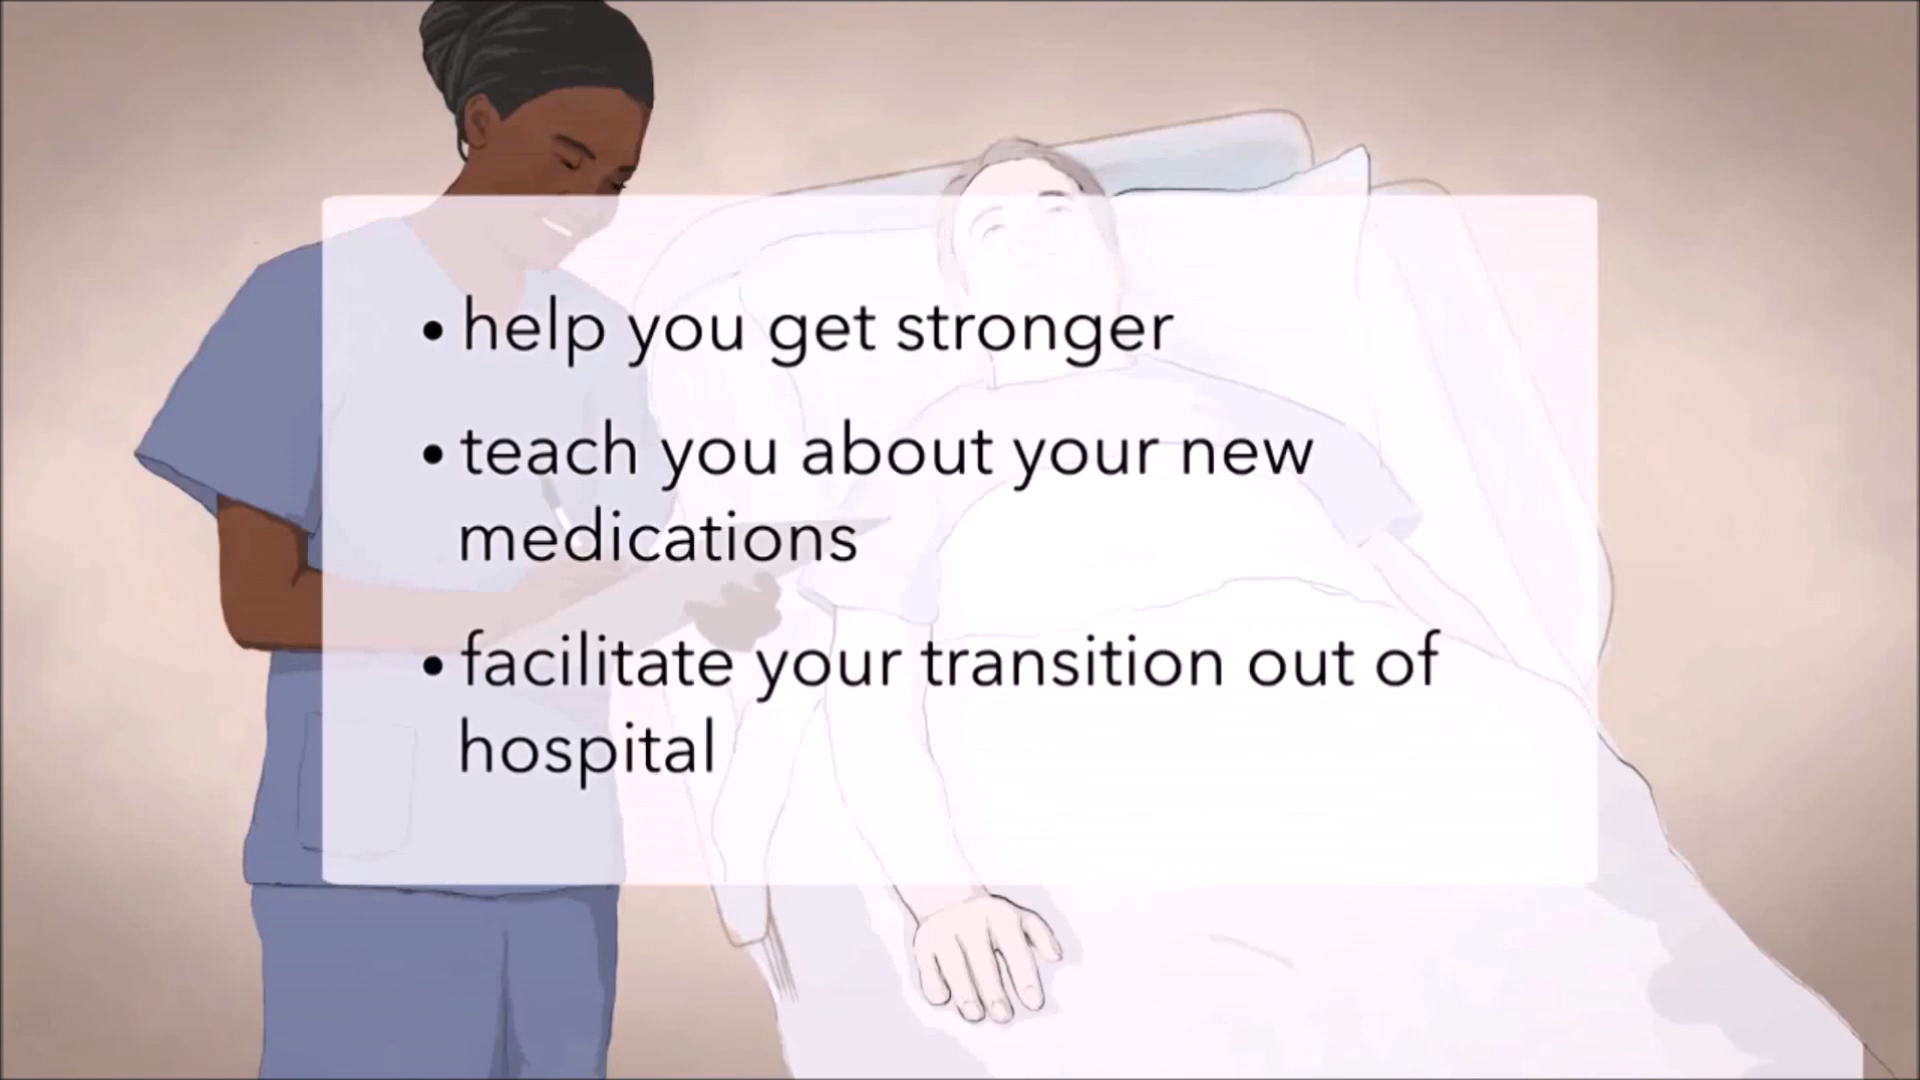 • help you get stronger
• teach you about your new
medications
• facilitate your transition out of
hospital